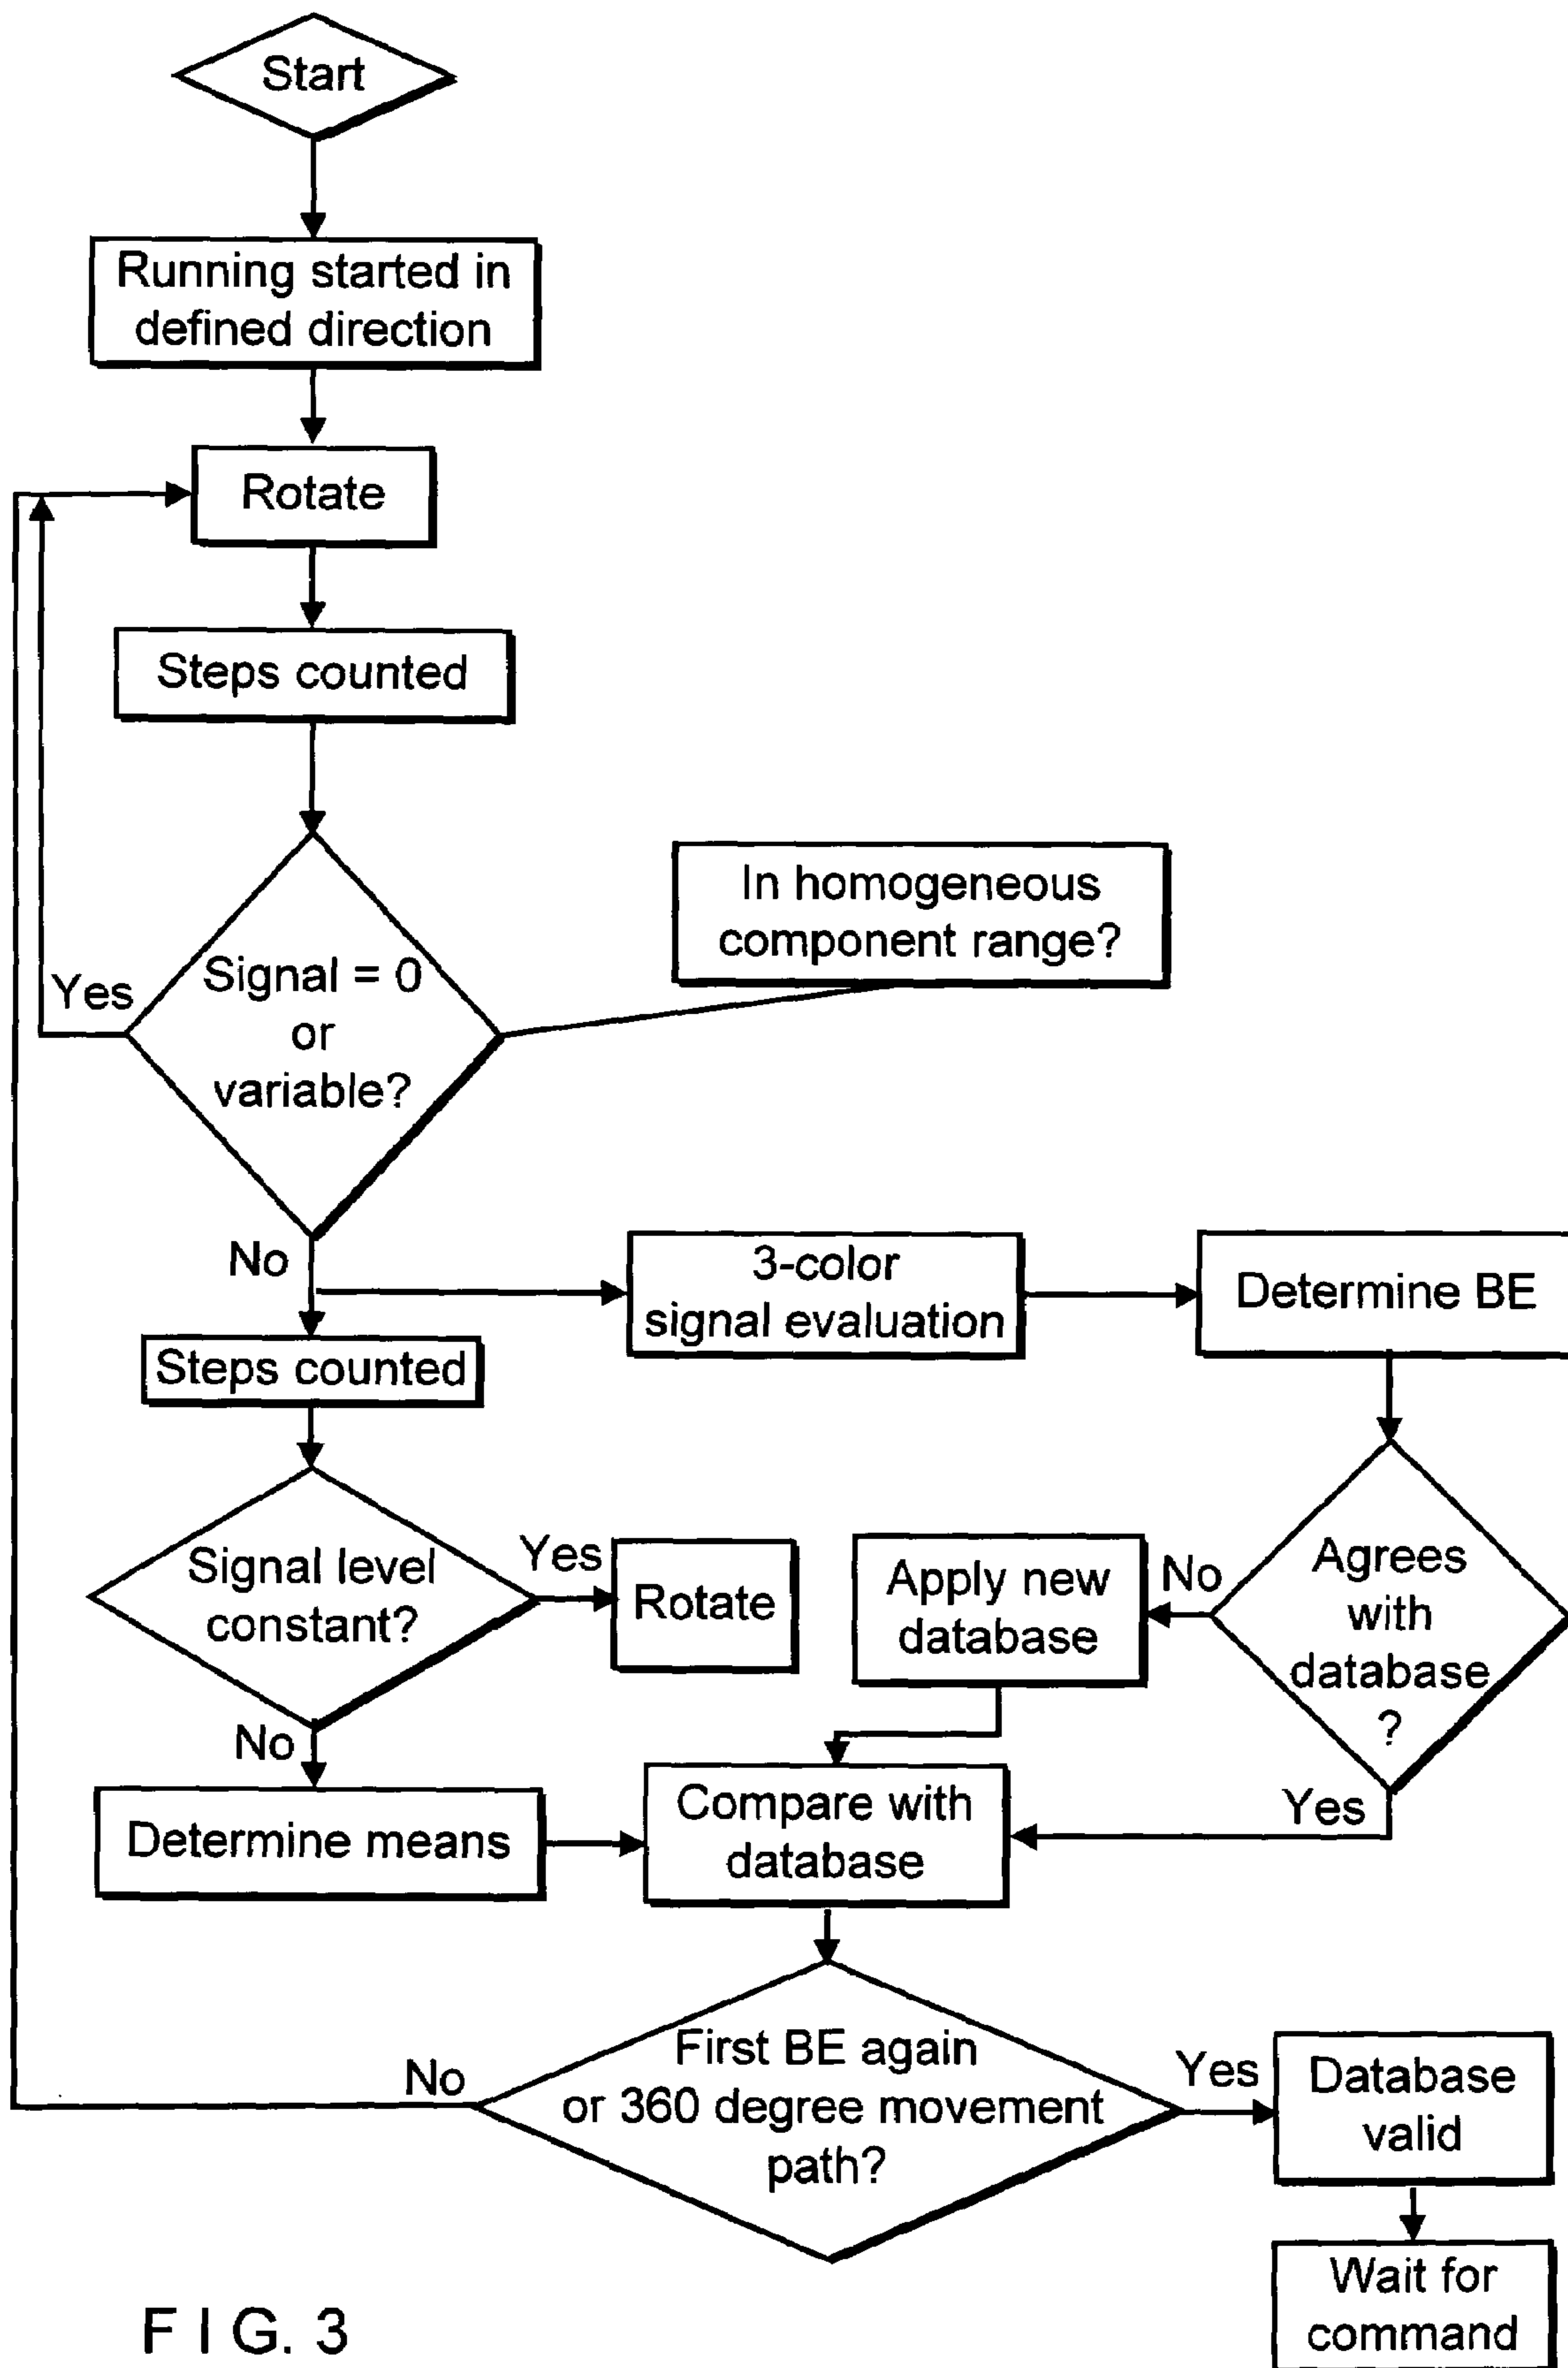 Start
Running started in
defined direction
Rotate
Steps counted
In homogeneous
component range?
Signal = 0
or
variable?
Yes
No
3-color
signal evaluation
Determine BE
Steps counted
Signal level
constant?
Yes
Rotate
Apply new
database
No
Agrees
with
database
?
No
Yes
Determine means
Compare with
database
First BE again
or 360 degree movement
path?
No
Yes
Database
valid
Wait for
command
FIG. 3